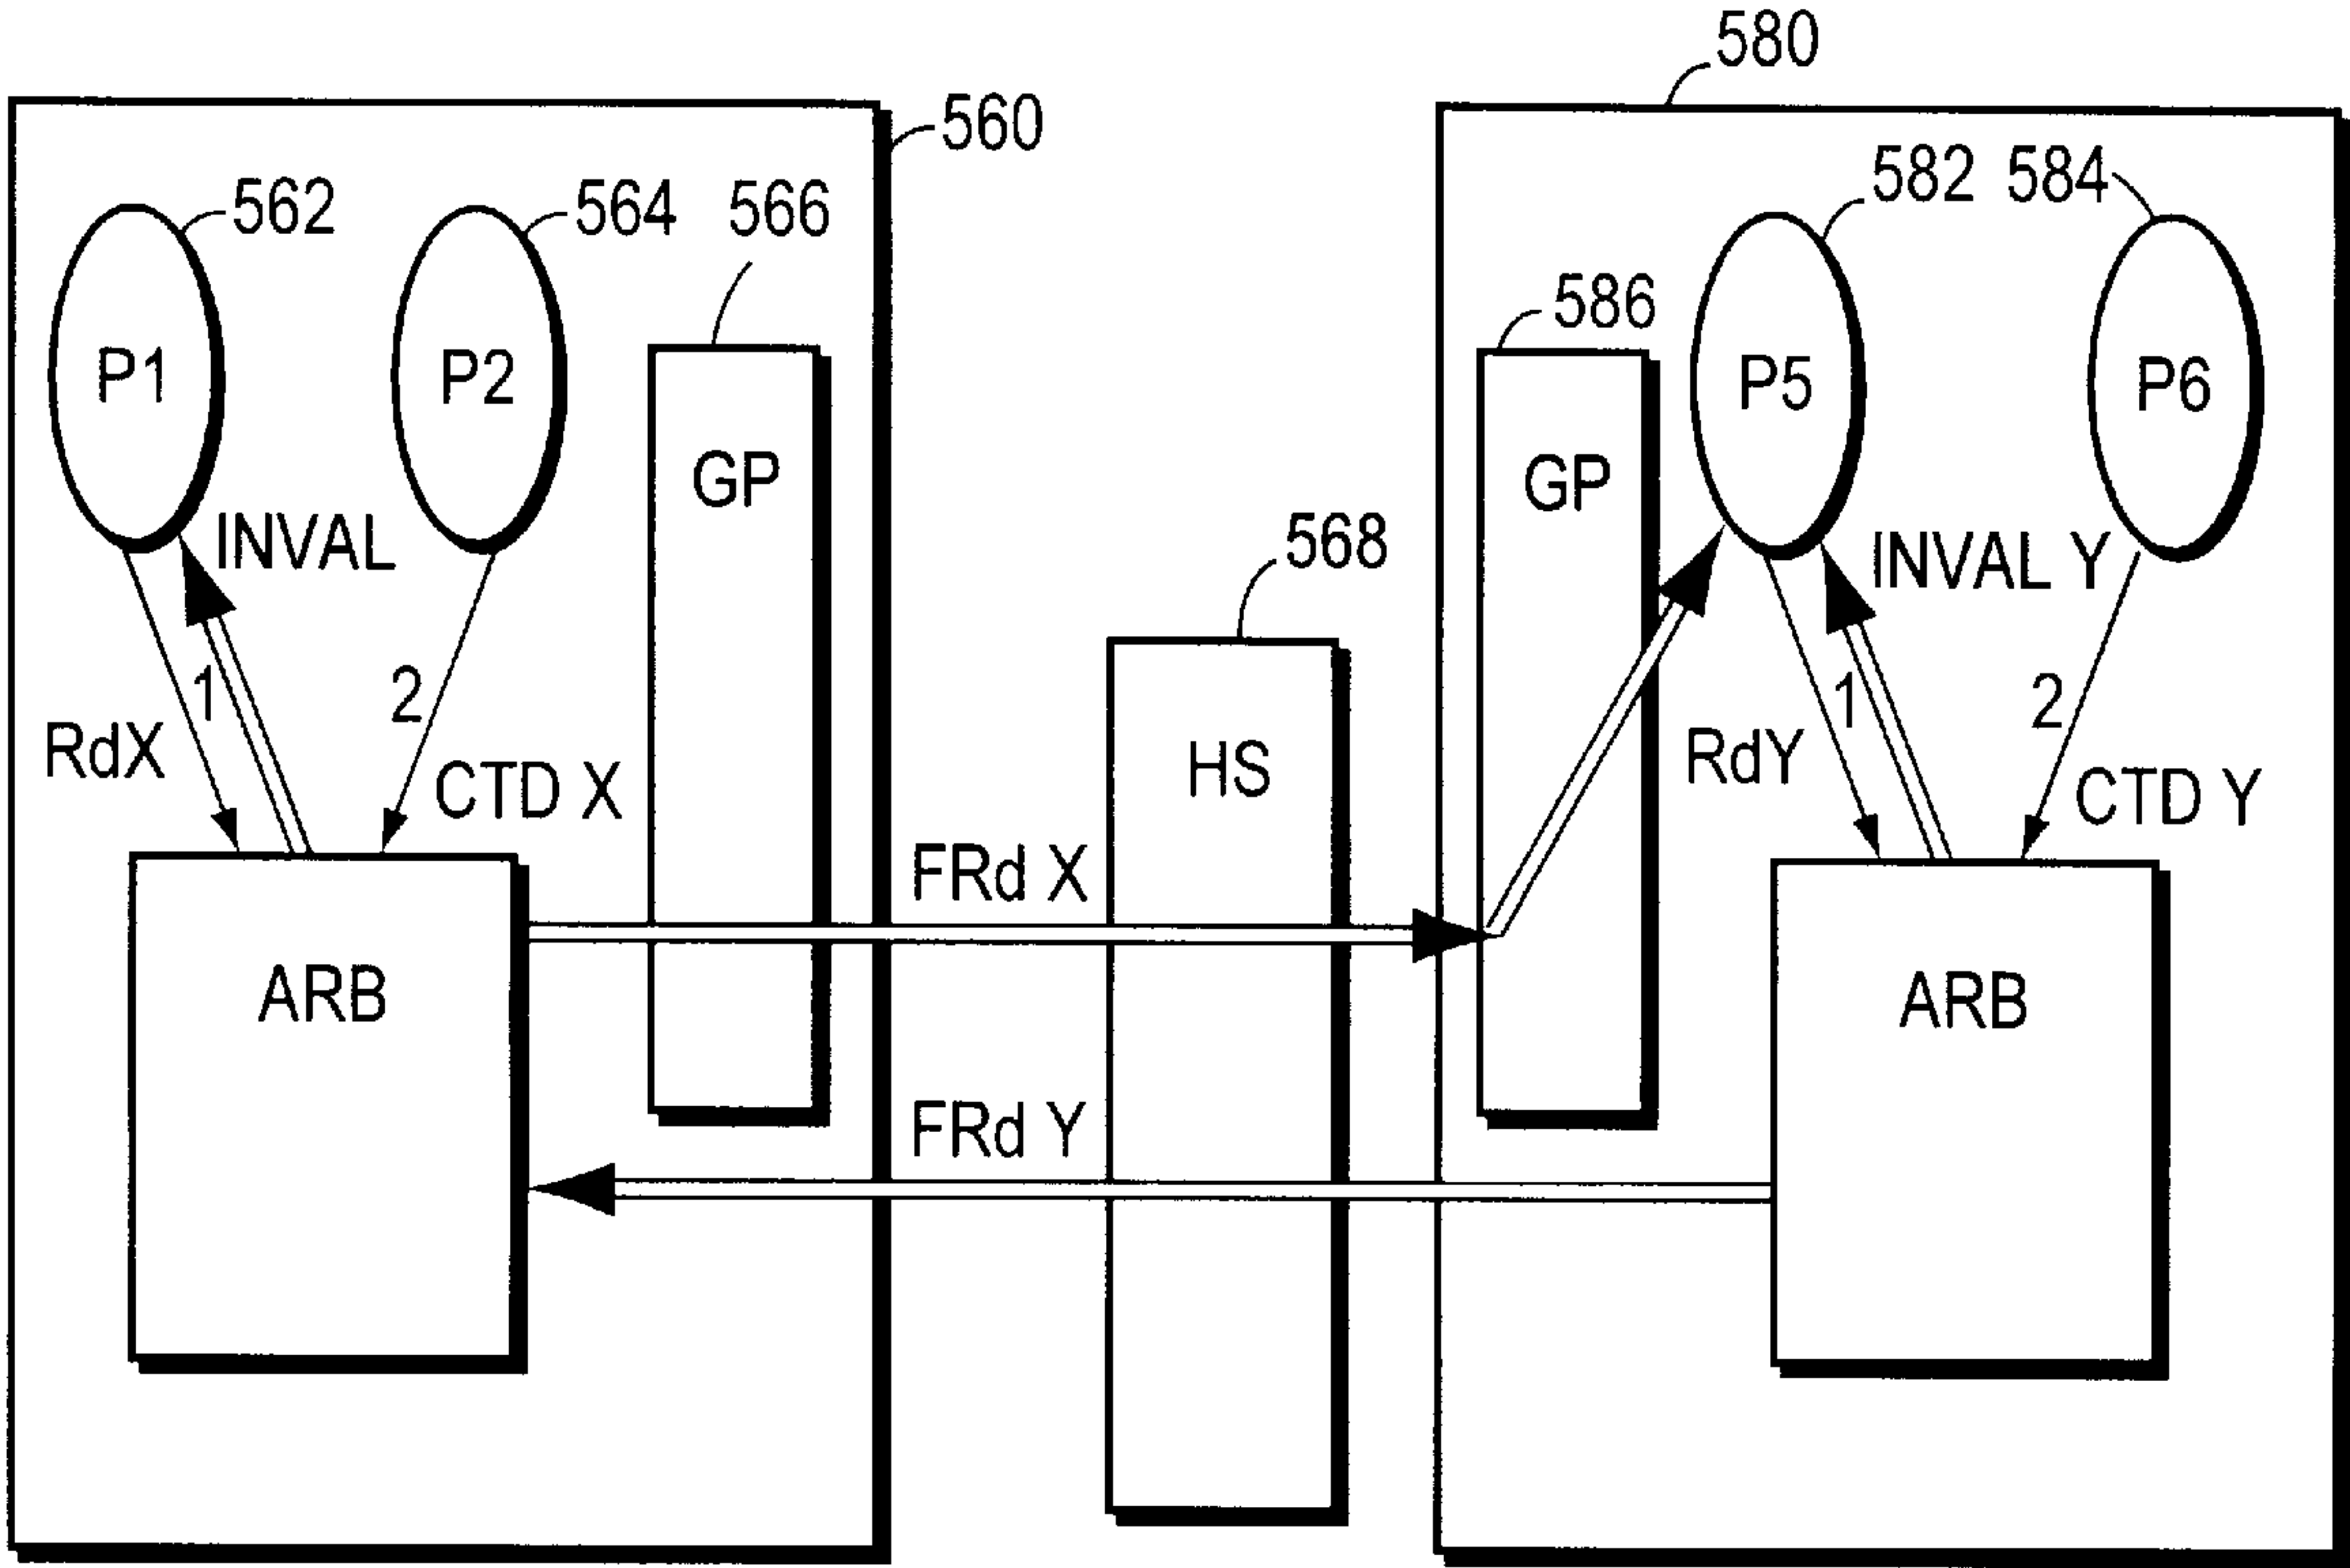 580
560
562
564
566
582
584
586
P1
P2
GP
P5
P6
GP
INVAL
568
INVAL Y
1
2
RdX
CTD X
HS
1
2
RdY
CTD Y
FRd X
ARB
ARB
FRd Y